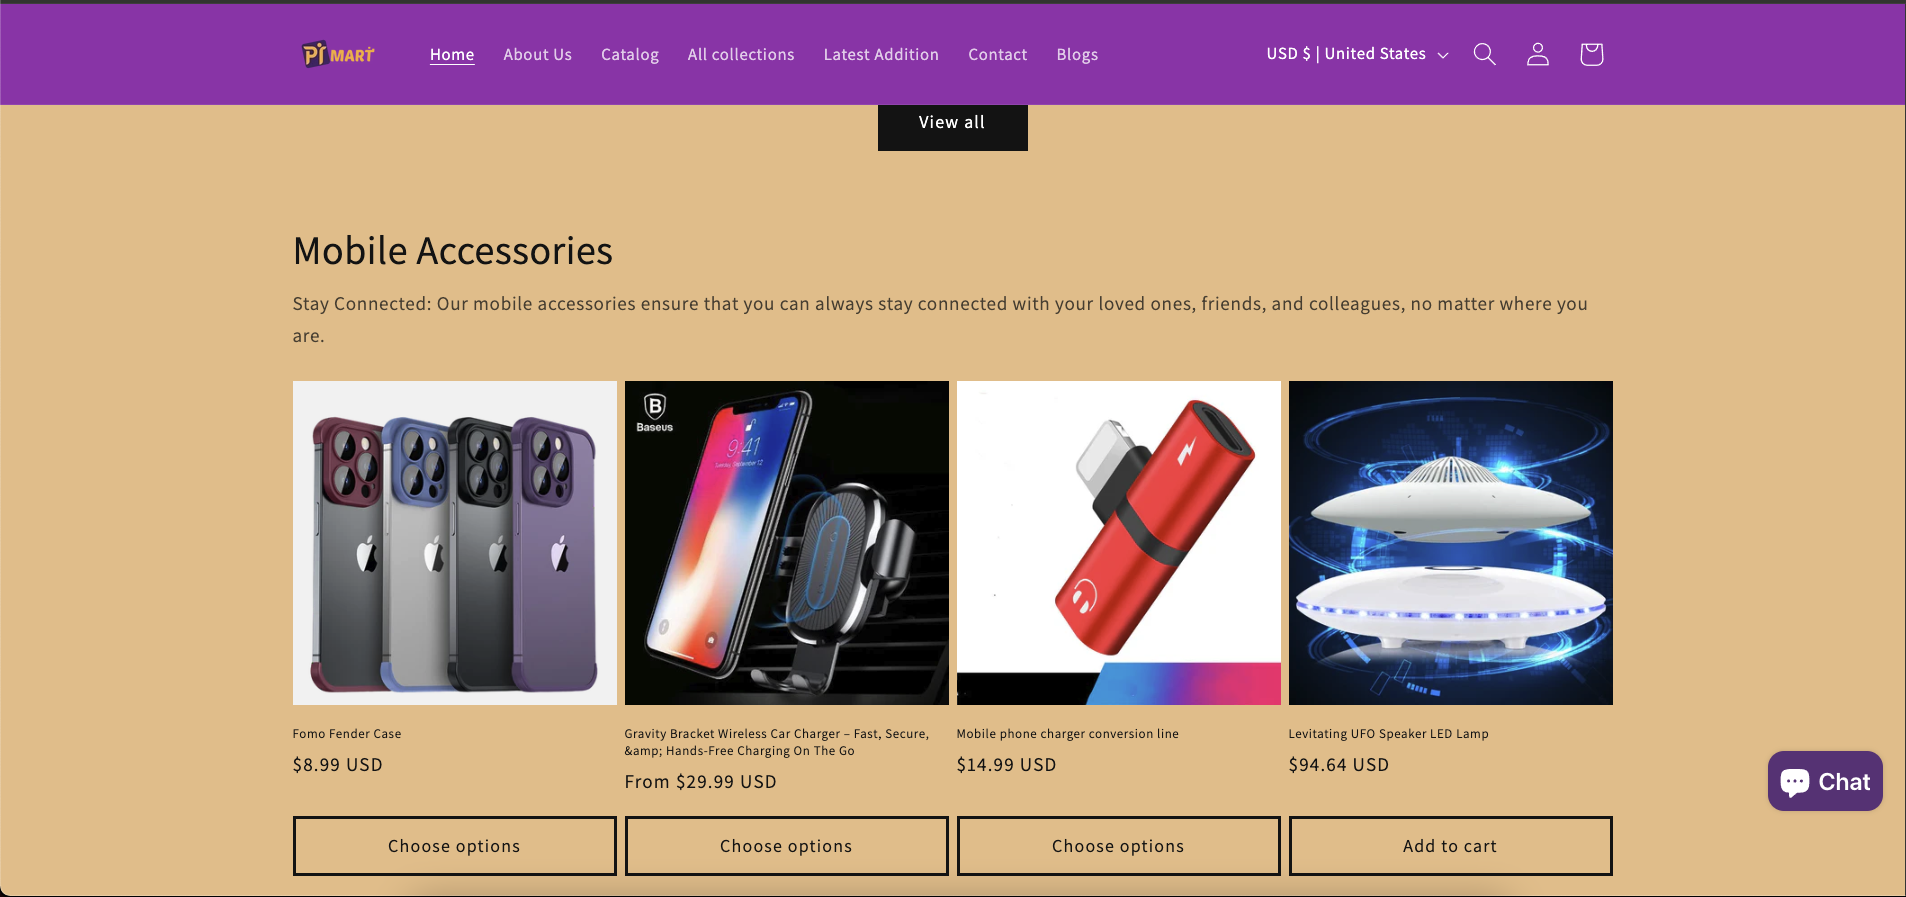 Pi MART
Home
About Us
Catalog
All collections
Latest Addition
Contact
Blogs
USD $ | United States
View all
Mobile Accessories
Stay Connected: Our mobile accessories ensure that you can always stay connected with your loved ones, friends, and colleagues, no matter where you
are.
B
Baseus
9:41
Tuesday, September 12
Fomo Fender Case
$8.99 USD
Choose options
Gravity Bracket Wireless Car Charger – Fast, Secure,
&amp; Hands-Free Charging On The Go
From $29.99 USD
Choose options
Mobile phone charger conversion line
$14.99 USD
Choose options
Levitating UFO Speaker LED Lamp
$94.64 USD
Add to cart
Chat